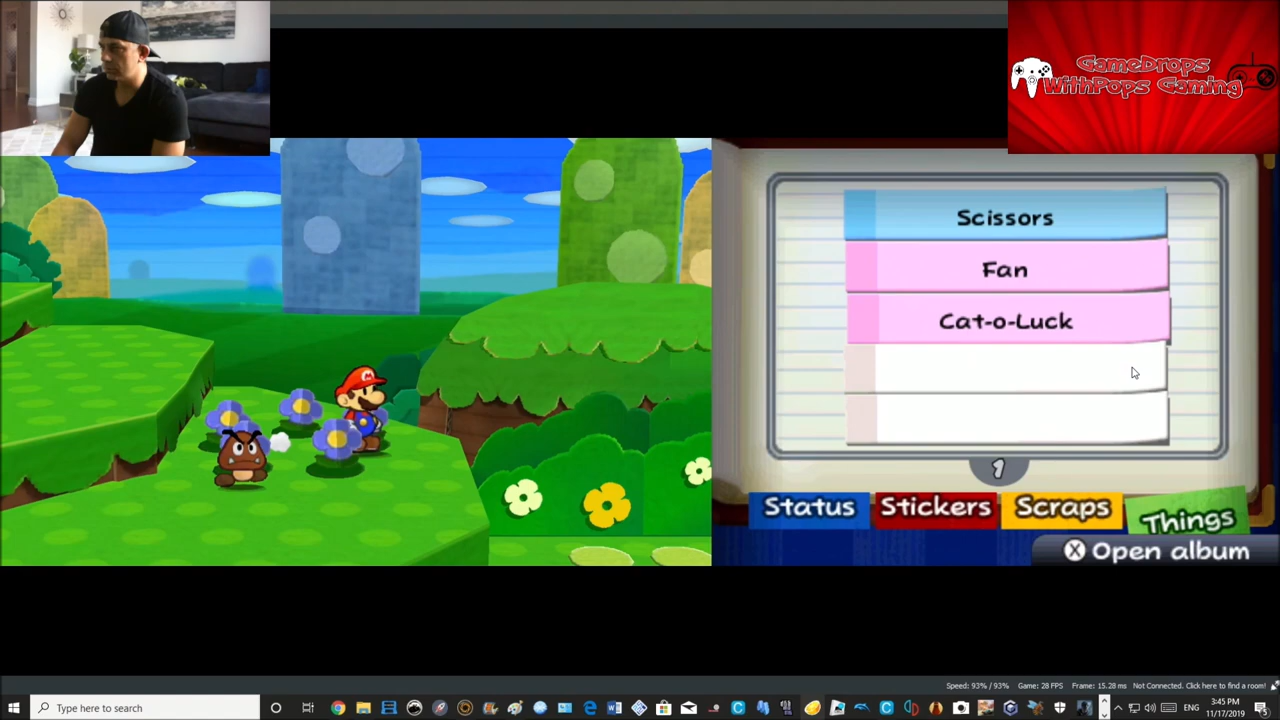 GameDrops
WithPops Gaming
Scissors
Fan
Cat-o-Luck
1
Status
Stickers
Scraps
Things
X Open album
Speed: 93% / 93% Game: 28 FPS Frame: 15.28 ms Not Connected. Click here to find a room!
Type here to search
ENG
3:45 PM
11/17/2019